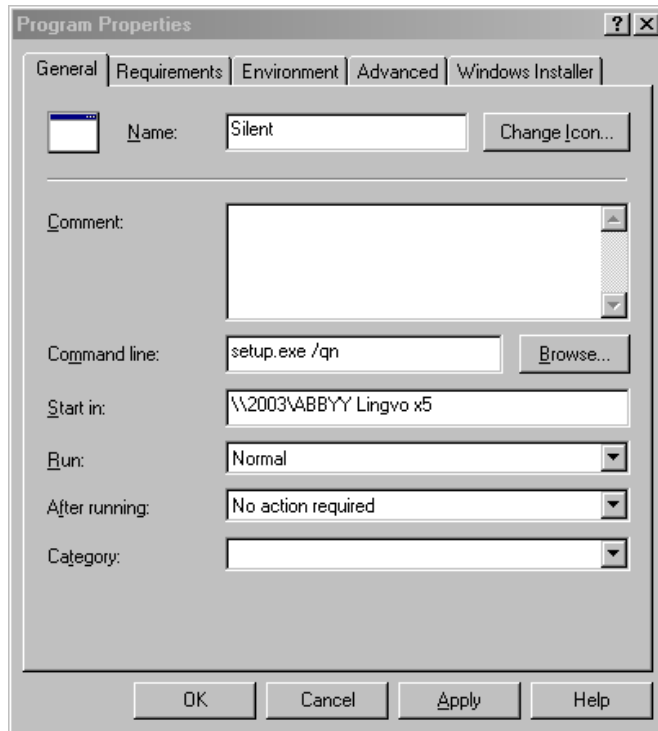 Program Properties
General Requirements Environment Advanced Windows Installer
Name: Silent Change Icon...
Comment:
Command line: setup.exe /qn Browse...
Start in: \\2003\ABBYY Lingvo x5
Run: Normal
After running: No action required
Category:
OK Cancel Apply Help